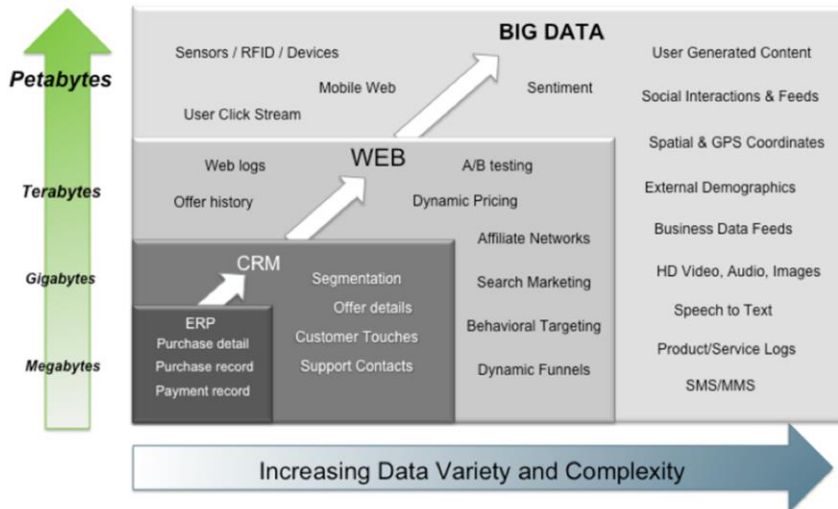 Petabytes
Terabytes
Gigabytes
Megabytes
BIG DATA
Sensors / RFID / Devices
Mobile Web
User Click Stream
Sentiment
User Generated Content
Social Interactions & Feeds
Spatial & GPS Coordinates
External Demographics
Business Data Feeds
HD Video, Audio, Images
Speech to Text
Product/Service Logs
SMS/MMS
WEB
Web logs
Offer history
A/B testing
Dynamic Pricing
Affiliate Networks
Search Marketing
Behavioral Targeting
Dynamic Funnels
CRM
Segmentation
Offer details
Customer Touches
Support Contacts
ERP
Purchase detail
Purchase record
Payment record
Increasing Data Variety and Complexity